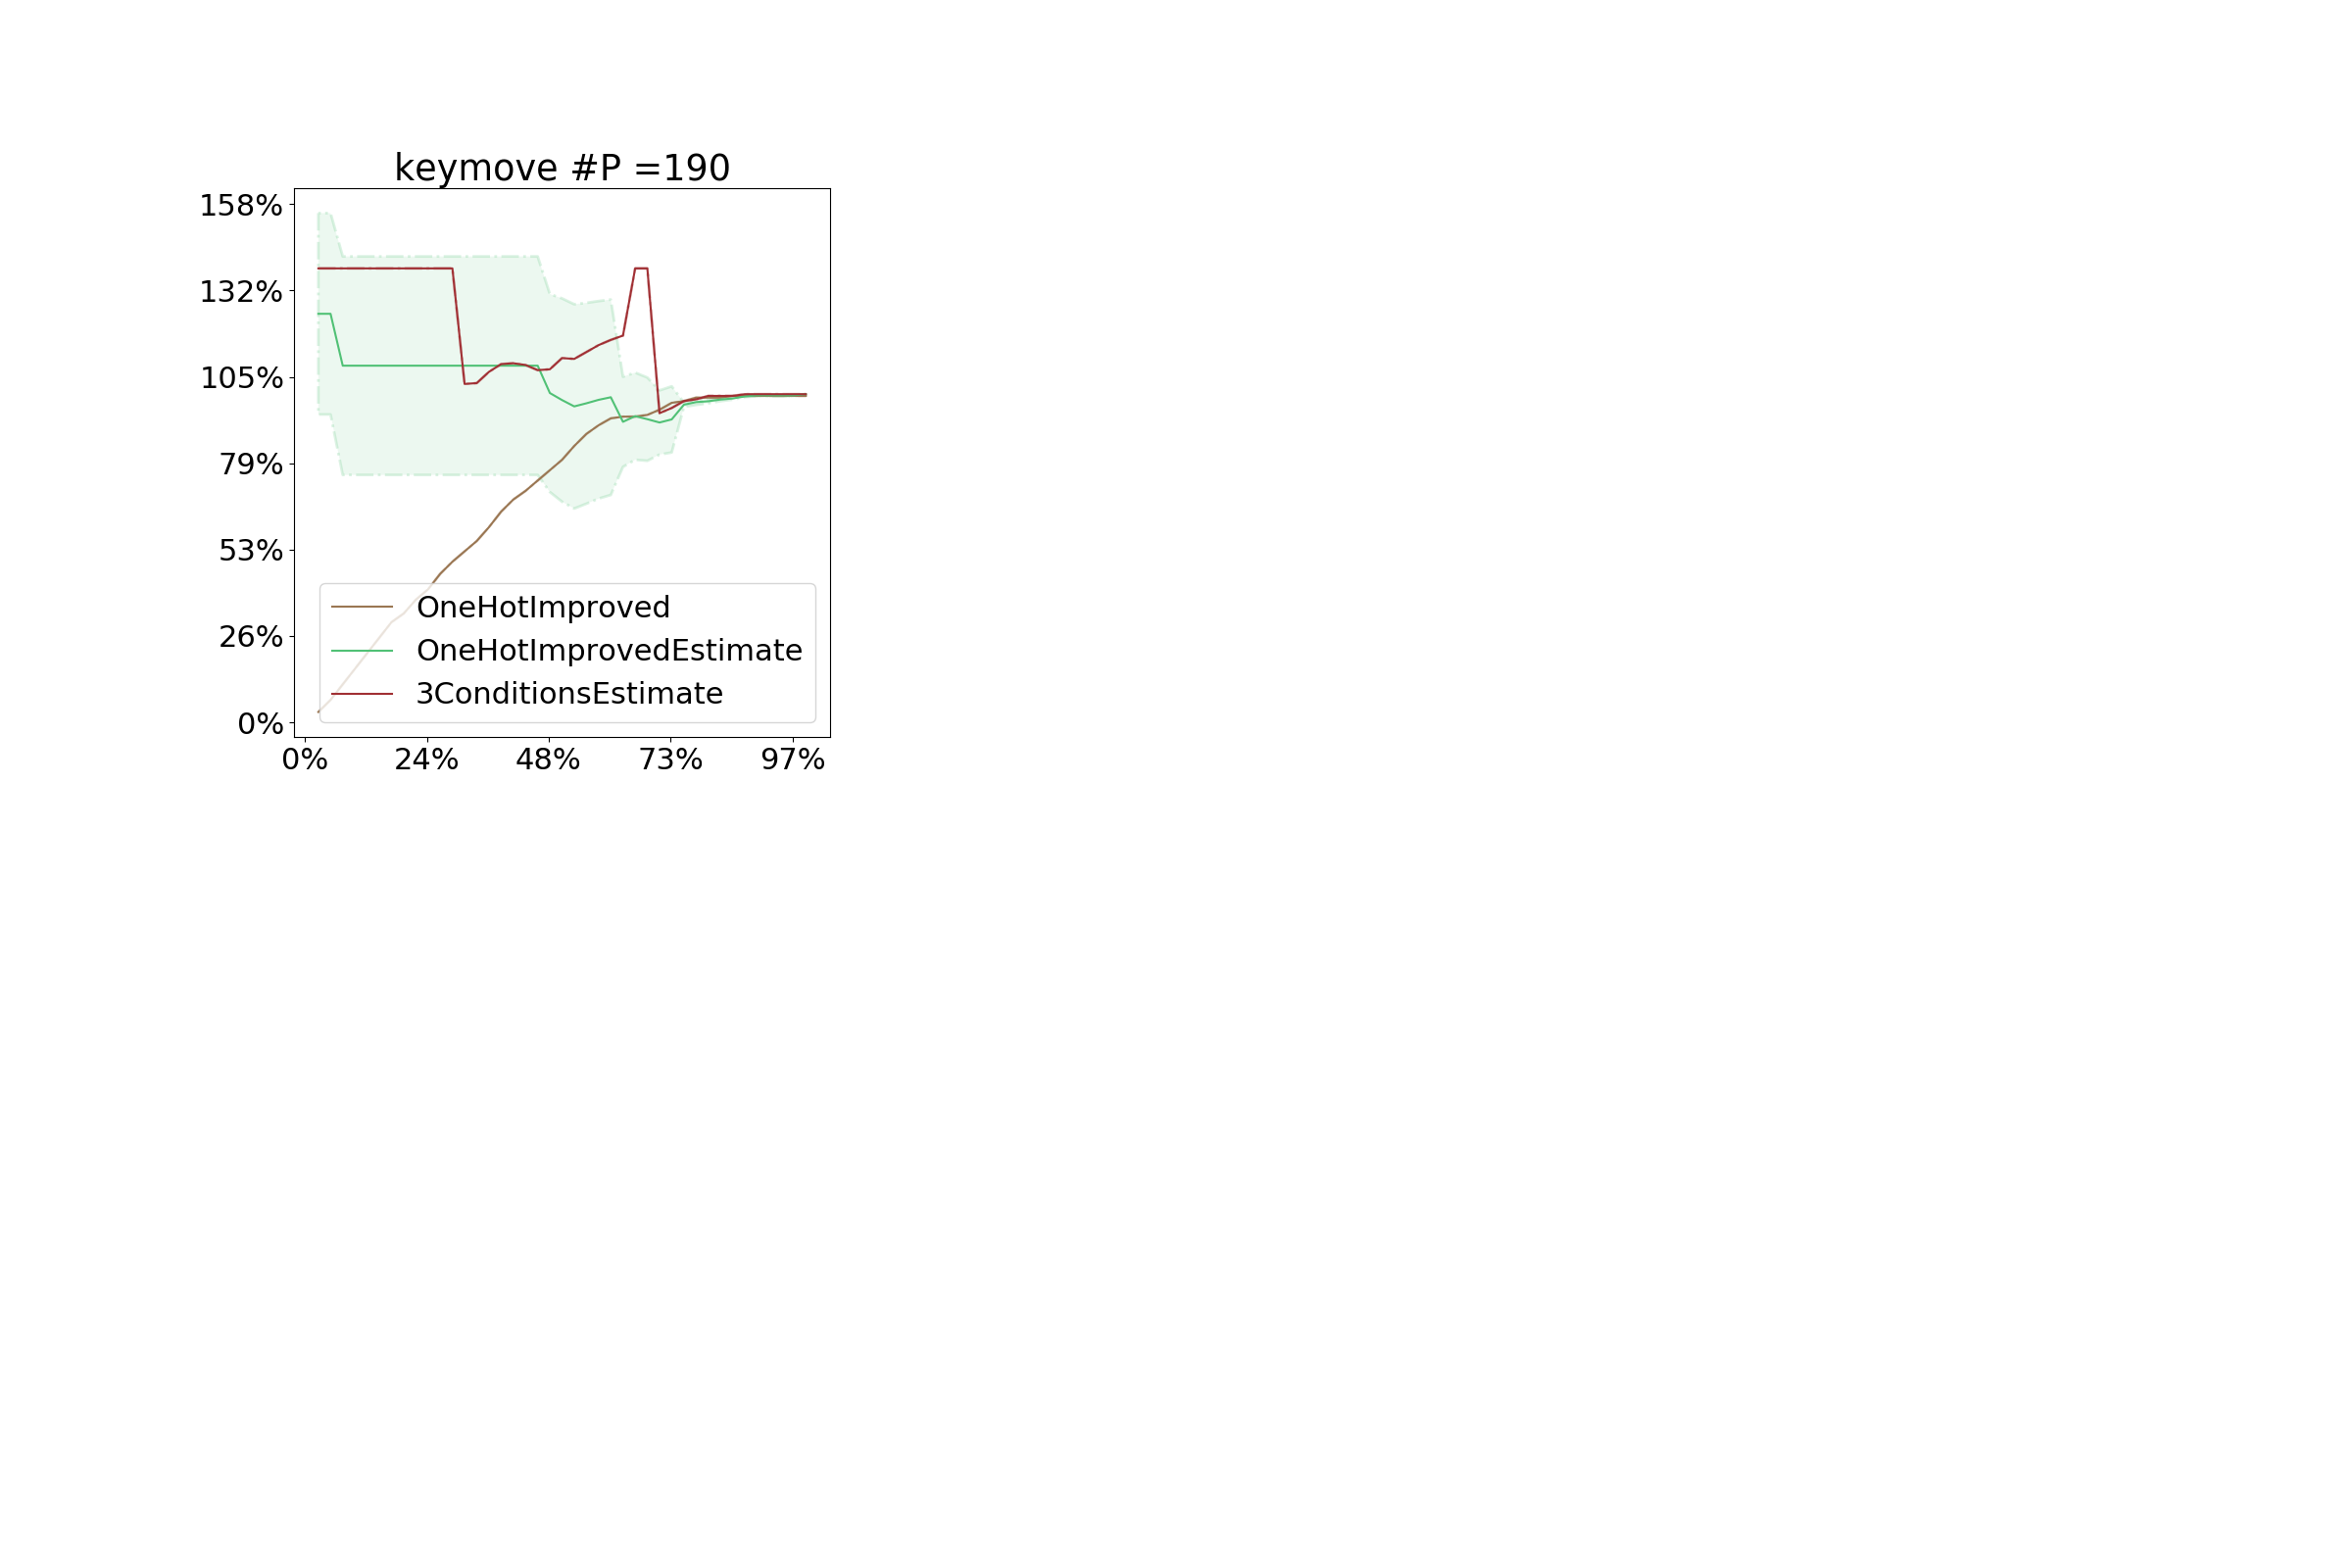 keymove #P =190
158%
132%
105%
79%
53%
26%
0%
OneHotImproved
OneHotImprovedEstimate
3ConditionsEstimate
0% 24% 48% 73% 97%